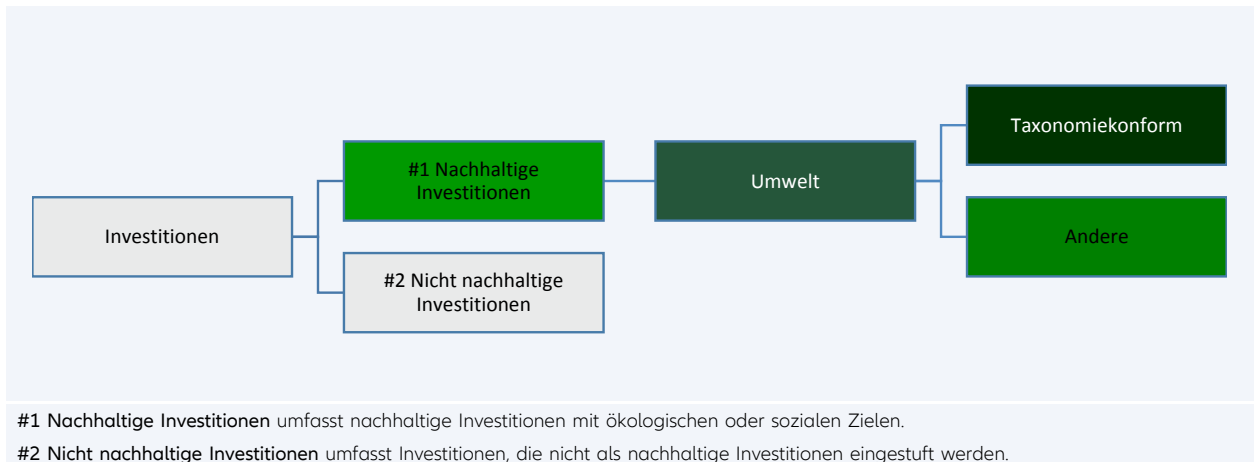 Taxonomiekonform
#1 Nachhaltige
Investitionen
Umwelt
Investitionen
Andere
#2 Nicht nachhaltige
Investitionen
#1 Nachhaltige Investitionen umfasst nachhaltige Investitionen mit ökologischen oder sozialen Zielen.
#2 Nicht nachhaltige Investitionen umfasst Investitionen, die nicht als nachhaltige Investitionen eingestuft werden.